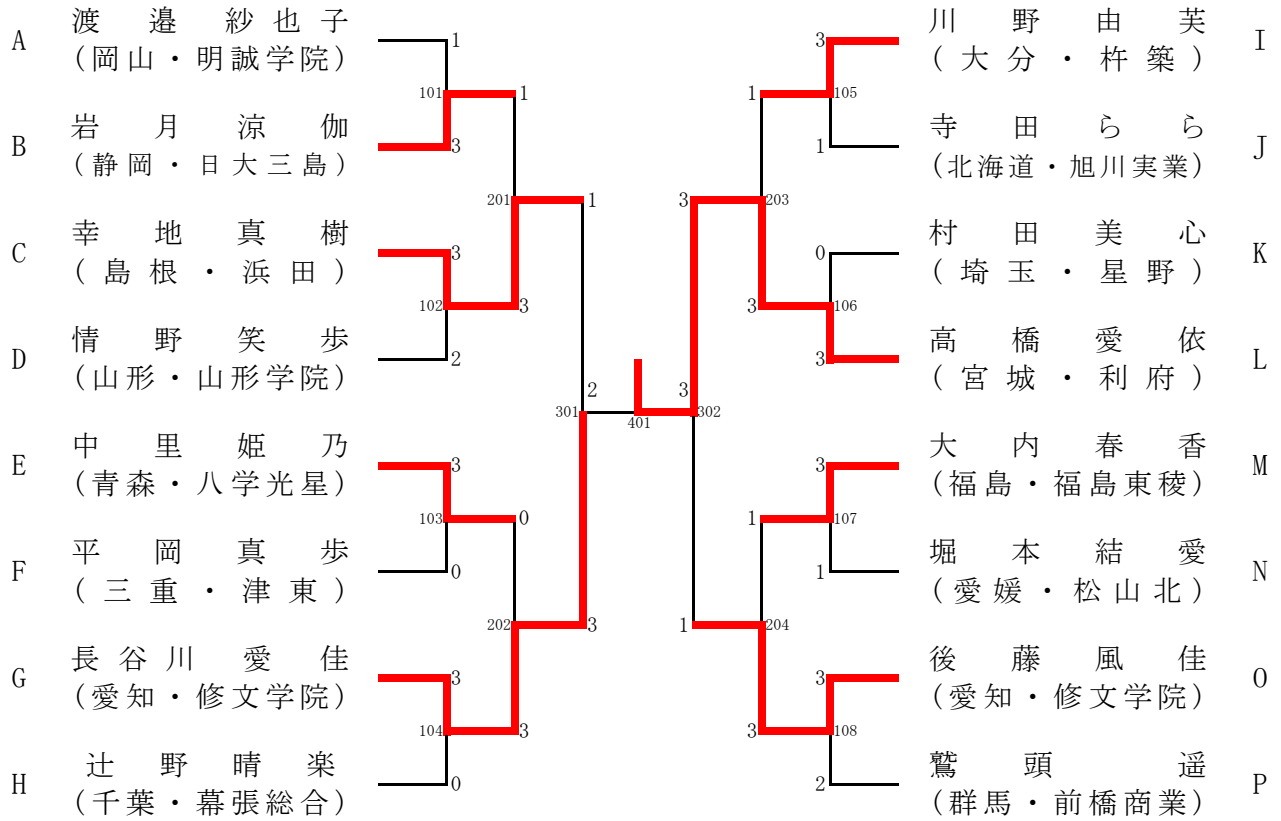 A 渡邉紗也子
(岡山・明誠学院)
1
101
1
B 岩月涼伽
(静岡・日大三島)
3
201
1
C 幸地真樹
(島根・浜田)
3
102
3
D 情野笑歩
(山形・山形学院)
2
301
2
E 中里姫乃
(青森・八学光星)
3
103
0
F 平岡真歩
(三重・津東)
0
202
3
G 長谷川愛佳
(愛知・修文学院)
3
104
3
H 辻野晴楽
(千葉・幕張総合)
0
401
川野由芙 I
(大分・杵築)
3
1
105
寺田らら J
(北海道・旭川実業)
1
3
203
村田美心 K
(埼玉・星野)
0
3
106
高橋愛依 L
(宮城・利府)
3
3
302
大内春香 M
(福島・福島東稜)
3
1
107
堀本結愛 N
(愛媛・松山北)
1
1
204
後藤風佳 O
(愛知・修文学院)
3
3
108
鷲頭遥 P
(群馬・前橋商業)
2